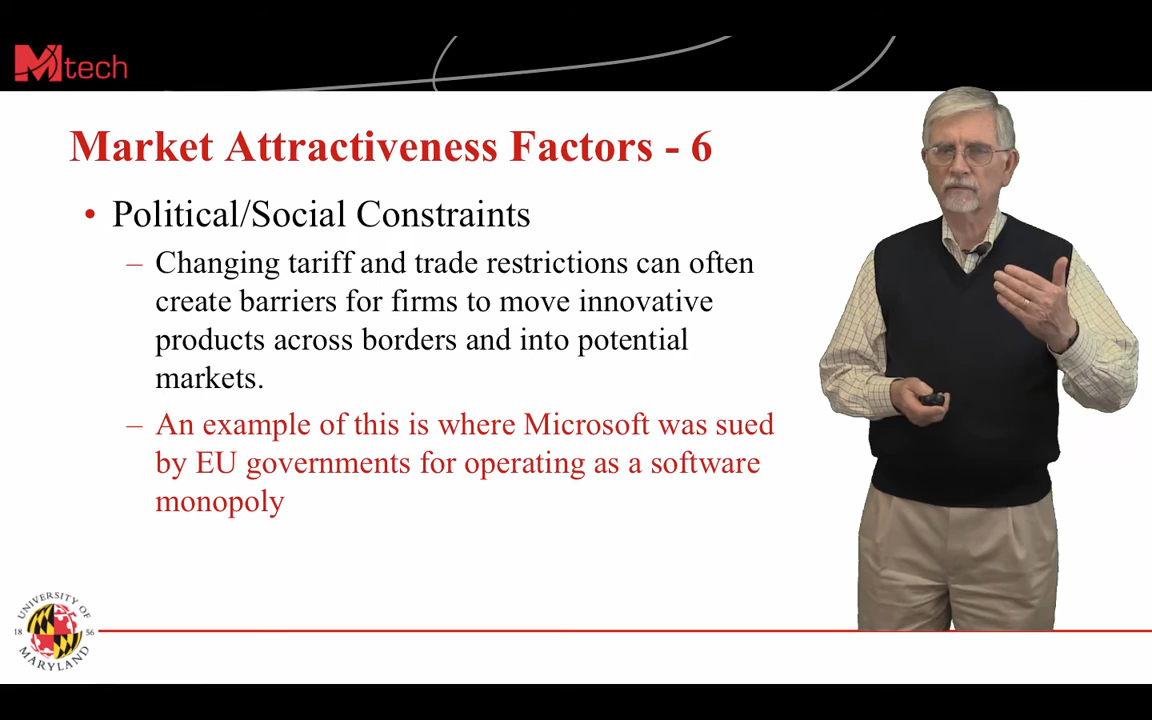 Mtech
Market Attractiveness Factors - 6
• Political/Social Constraints
– Changing tariff and trade restrictions can often
create barriers for firms to move innovative
products across borders and into potential
markets.
– An example of this is where Microsoft was sued
by EU governments for operating as a software
monopoly
UNIVERSITY OF
18 56
MARYLAND